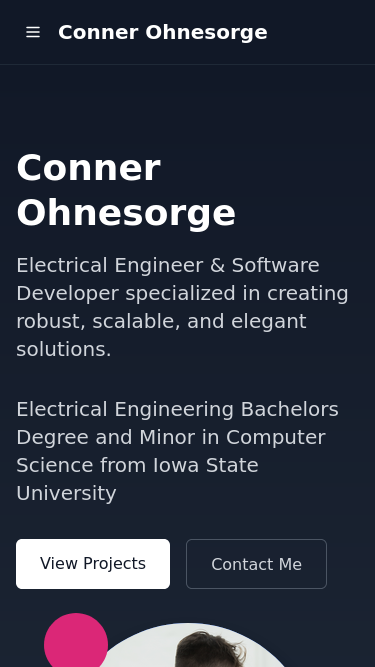 Conner Ohnesorge
Conner
Ohnesorge
Electrical Engineer & Software
Developer specialized in creating
robust, scalable, and elegant
solutions.
Electrical Engineering Bachelors
Degree and Minor in Computer
Science from Iowa State
University
View Projects
Contact Me